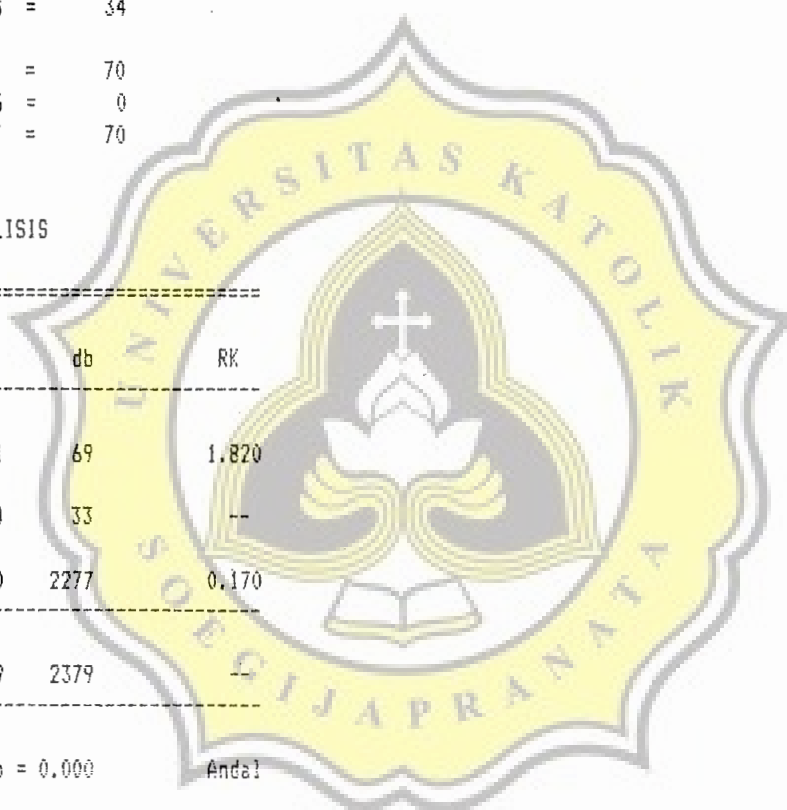 = 34
= 70
= 0
= 70
LISIS
db RK
69 1.820
33 --
2277 0.170
2379 --
= 0.000 Andal
UNIVERSITAS KATOLIK
SOEGIJAPRANATA